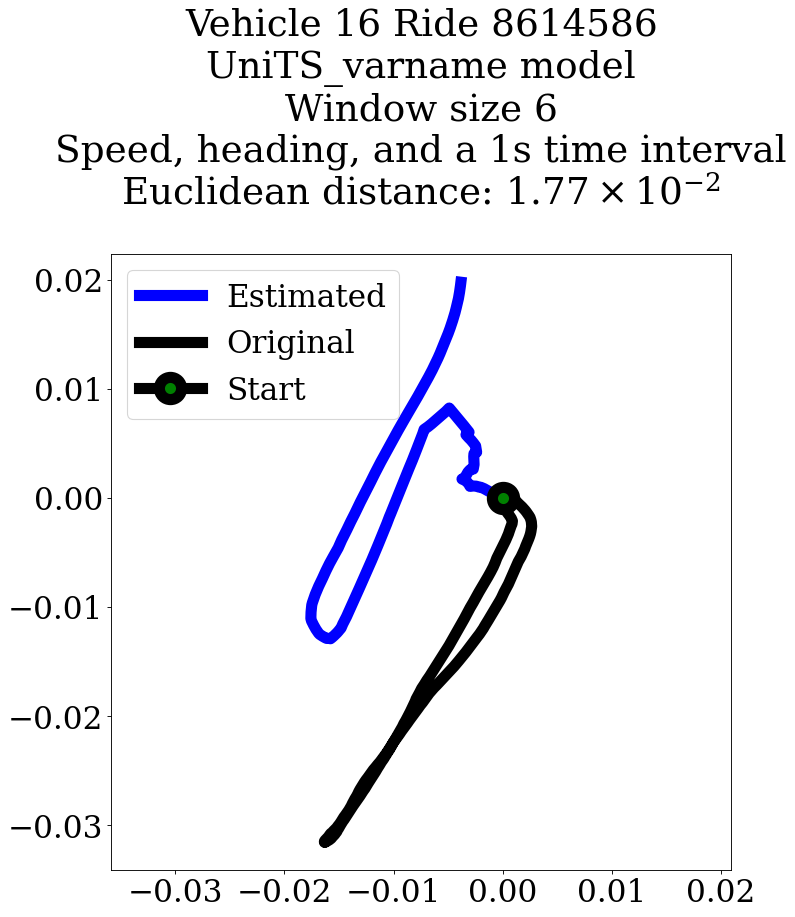 Vehicle 16 Ride 8614586
UniTS_varname model
Window size 6
Speed, heading, and a 1s time interval
Euclidean distance: 1.77 × 10⁻²
Estimated
Original
Start
0.02
0.01
0.00
−0.01
−0.02
−0.03
−0.03 −0.02 −0.01 0.00 0.01 0.02